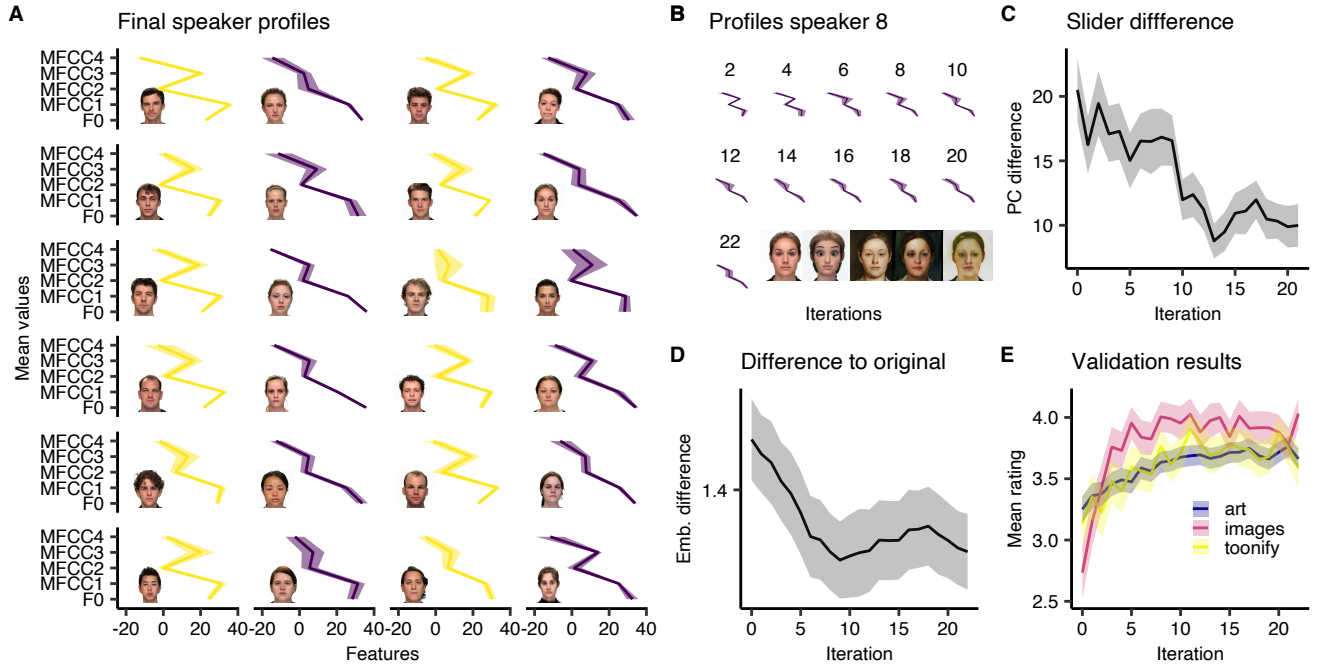 A Final speaker profiles
MFCC4
MFCC3
MFCC2
MFCC1
F0
MFCC4
MFCC3
MFCC2
MFCC1
F0
MFCC4
MFCC3
MFCC2
MFCC1
F0
MFCC4
MFCC3
MFCC2
MFCC1
F0
MFCC4
MFCC3
MFCC2
MFCC1
F0
MFCC4
MFCC3
MFCC2
MFCC1
F0
Mean values
-20 0 20 40 -20 0 20 40 -20 0 20 40 -20 0 20 40
Features
B Profiles speaker 8
2 4 6 8 10
12 14 16 18 20
22
Iterations
C Slider diffference
PC difference
20
15
10
0 5 10 15 20
Iteration
D Difference to original
Emb. difference
1.4
0 5 10 15 20
Iteration
E Validation results
Mean rating
4.0
3.5
3.0
2.5
art
images
toonify
0 5 10 15 20
Iteration